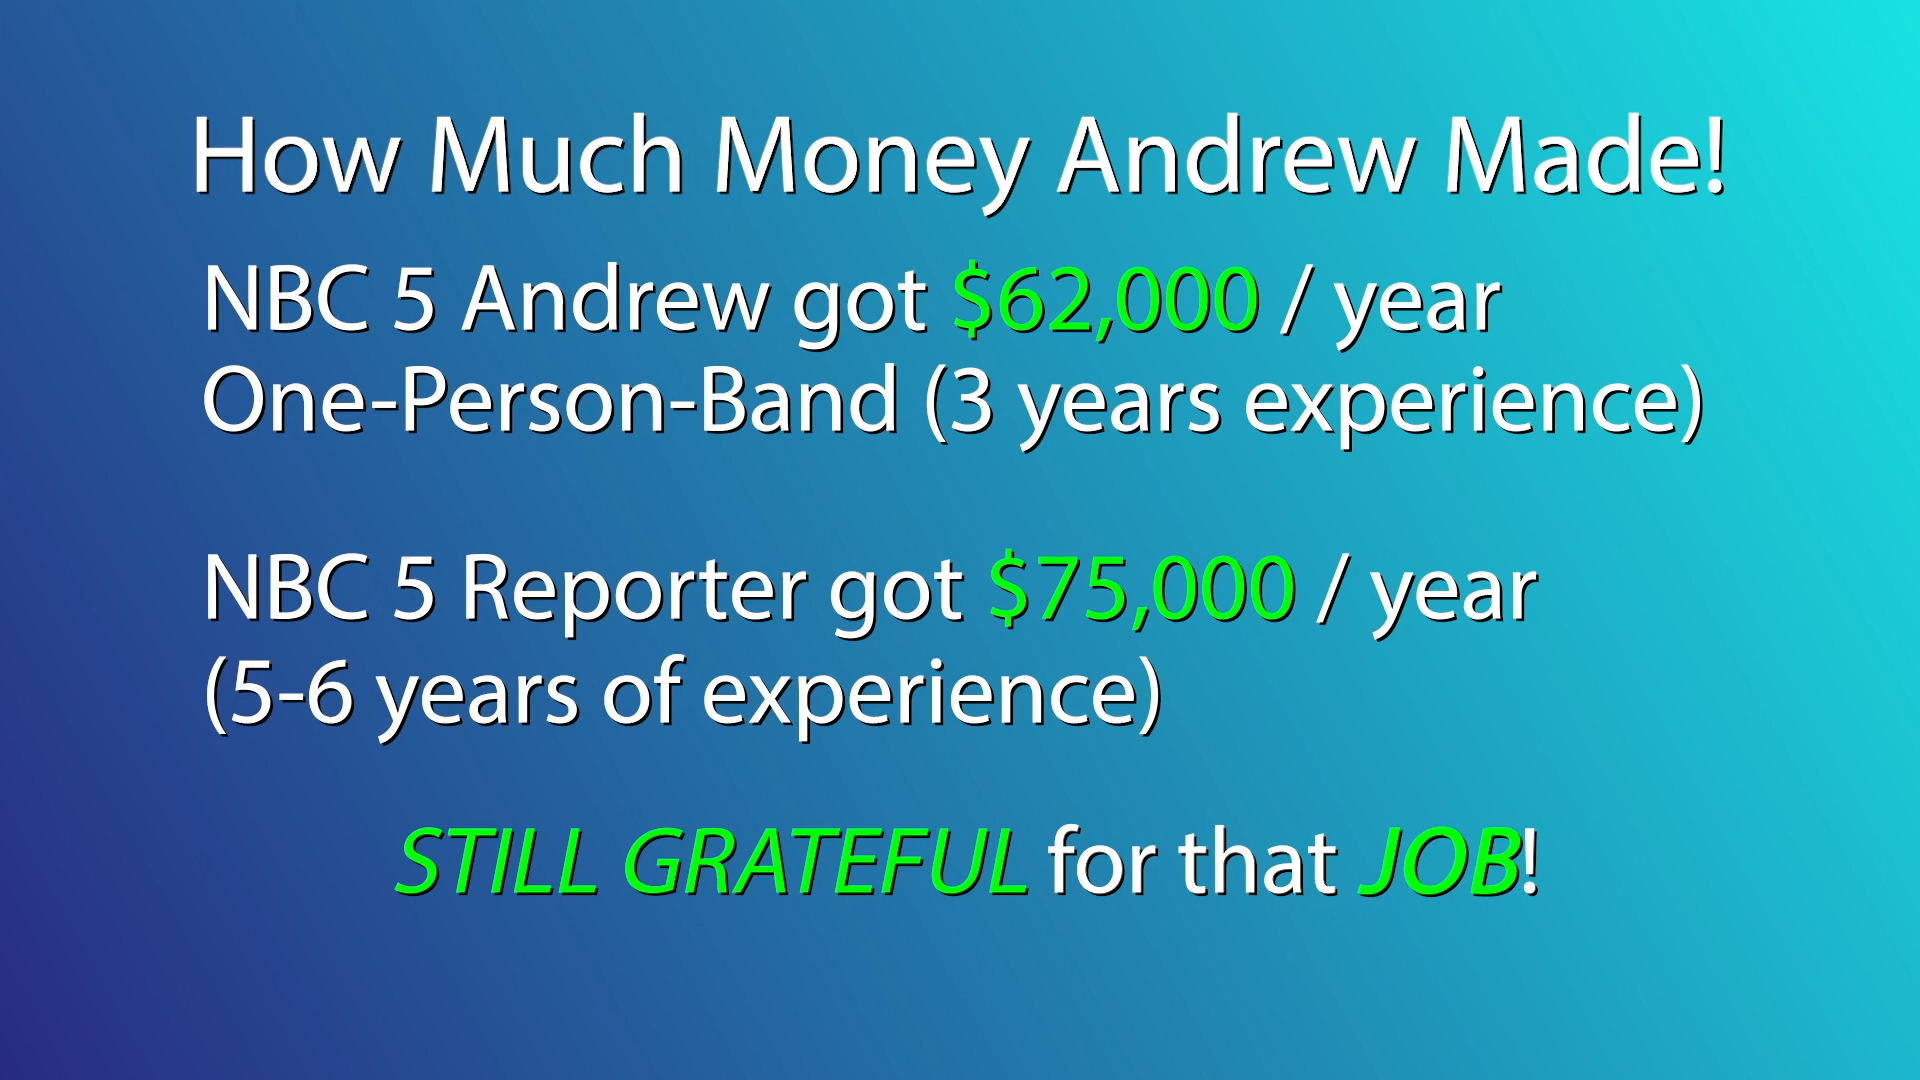 How Much Money Andrew Made!
NBC 5 Andrew got $62,000 / year
One-Person-Band (3 years experience)
NBC 5 Reporter got $75,000 / year
(5-6 years of experience)
STILL GRATEFUL for that JOB!